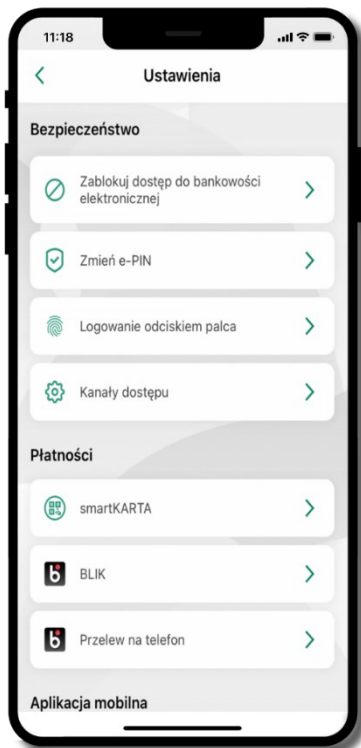 11:18
Ustawienia
Bezpieczeństwo
Zablokuj dostęp do bankowości
elektronicznej
Zmień e-PIN
Logowanie odciskiem palca
Kanały dostępu
Płatności
smartKARTA
BLIK
Przelew na telefon
Aplikacja mobilna